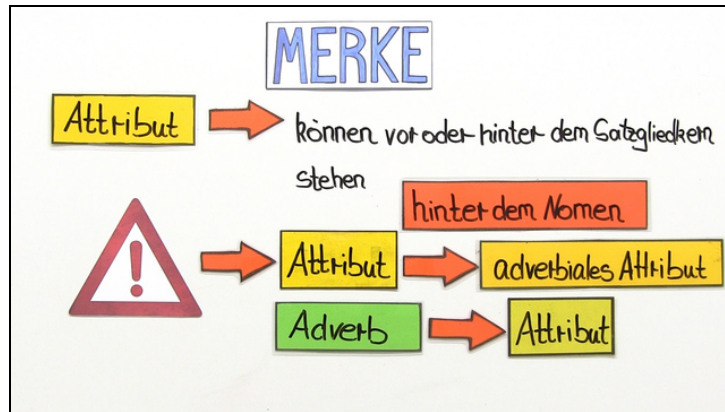 MERKE
Attribut
können vor oder hinter dem Satzgliedkern
stehen
hinter dem Nomen
! Attribut adverbiales Attribut
Adverb Attribut